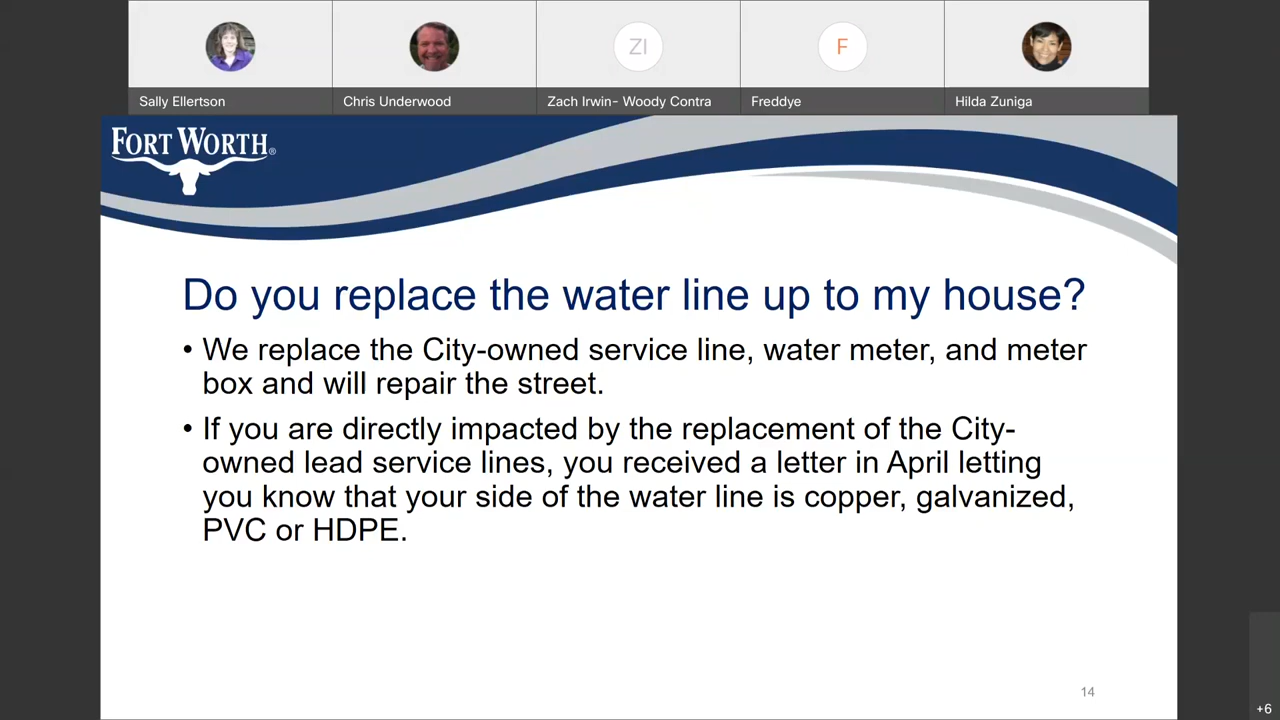 ZI
F
Sally Ellertson
Chris Underwood
Zach Irwin- Woody Contra
Freddye
Hilda Zuniga
FORT WORTH®
Do you replace the water line up to my house?
• We replace the City-owned service line, water meter, and meter
box and will repair the street.
• If you are directly impacted by the replacement of the City-
owned lead service lines, you received a letter in April letting
you know that your side of the water line is copper, galvanized,
PVC or HDPE.
14
+6